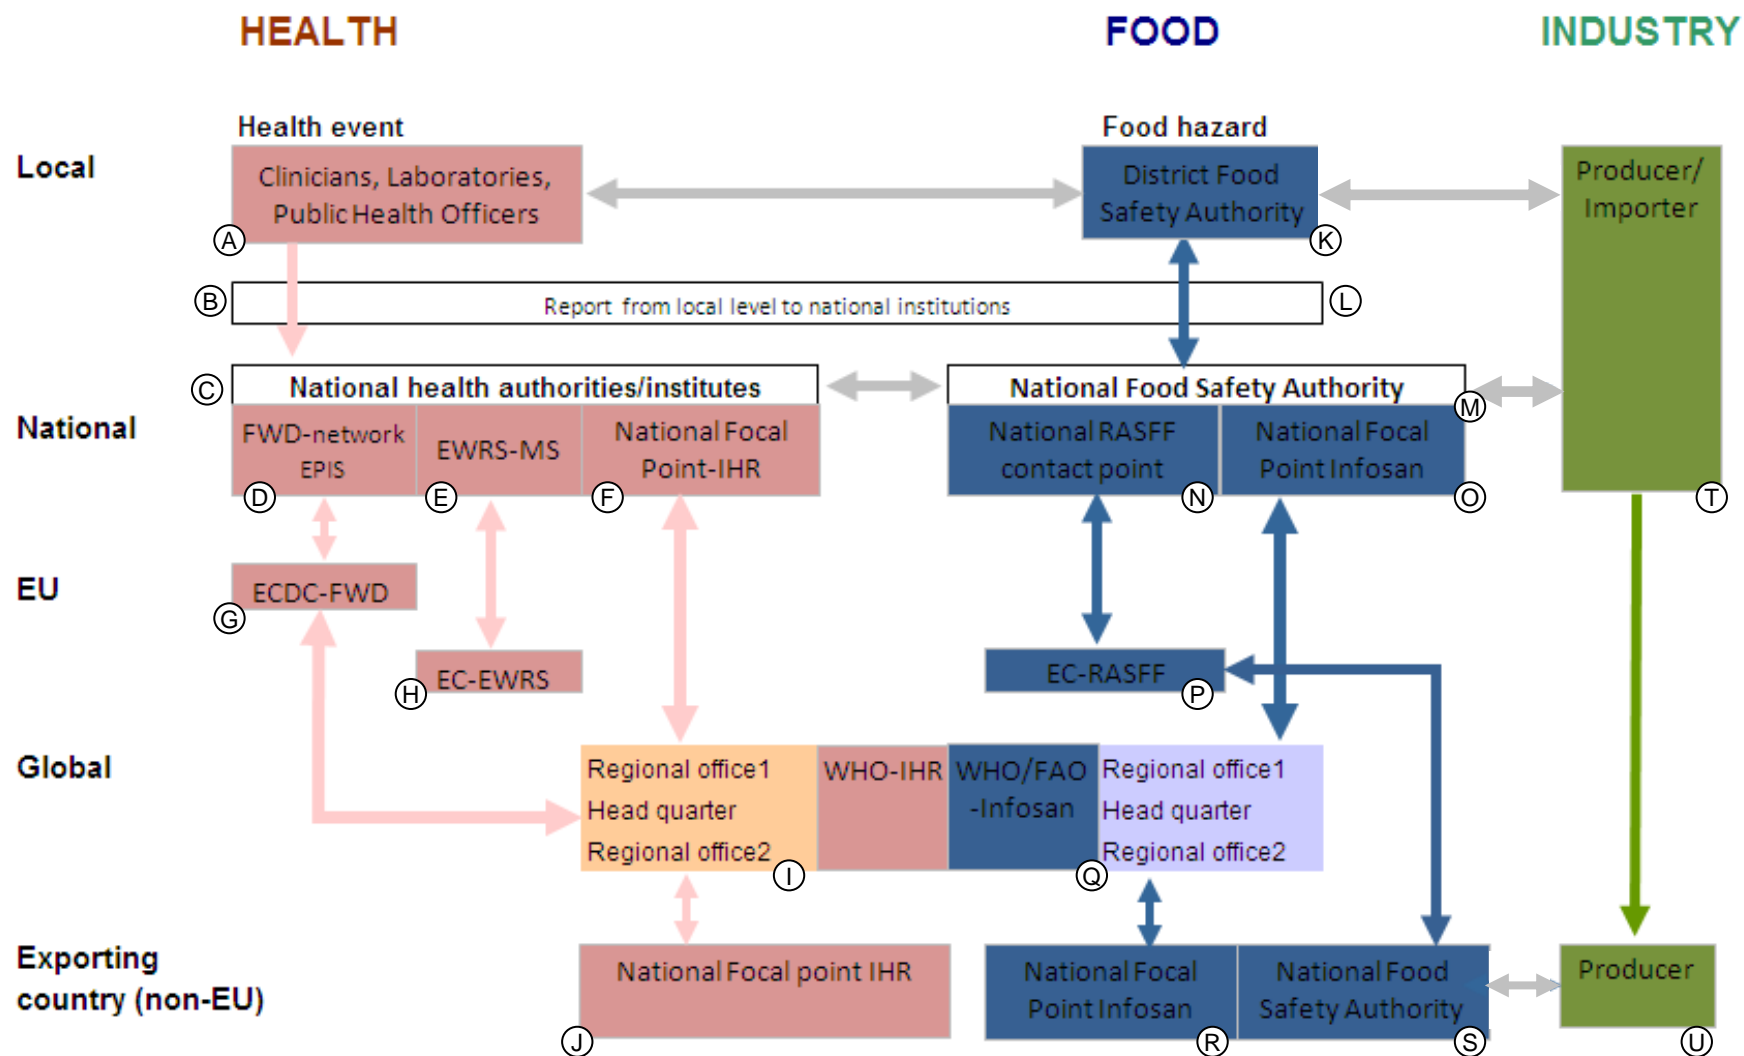 HEALTH
FOOD
INDUSTRY
Health event
Food hazard
Local
Clinicians, Laboratories,
Public Health Officers
A
District Food
Safety Authority
K
Producer/
Importer
B
Report from local level to national institutions
L
C
National health authorities/institutes
National Food Safety Authority
M
National
FWD-network
EPIS
D
EWRS-MS
E
National Focal
Point-IHR
F
National RASFF
contact point
N
National Focal
Point Infosan
O
T
EU
ECDC-FWD
G
EC-EWRS
H
EC-RASFF
P
Global
Regional office1
Head quarter
Regional office2
I
WHO-IHR
WHO/FAO
-Infosan
Q
Regional office1
Head quarter
Regional office2
Exporting
country (non-EU)
National Focal point IHR
J
National Focal
Point Infosan
R
National Food
Safety Authority
S
Producer
U